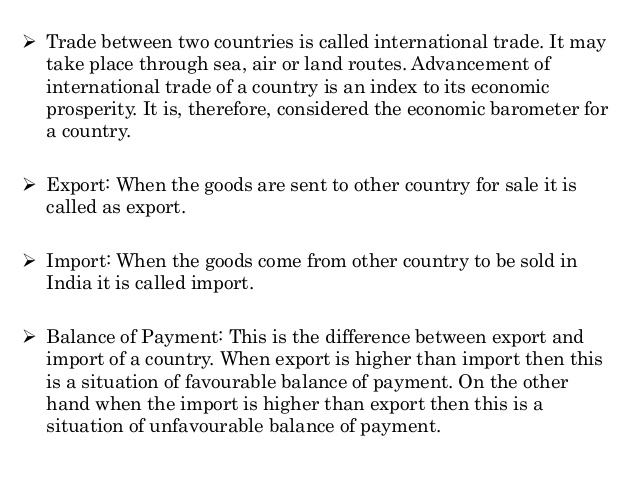 ➢ Trade between two countries is called international trade. It may
take place through sea, air or land routes. Advancement of
international trade of a country is an index to its economic
prosperity. It is, therefore, considered the economic barometer for
a country.
➢ Export: When the goods are sent to other country for sale it is
called as export.
➢ Import: When the goods come from other country to be sold in
India it is called import.
➢ Balance of Payment: This is the difference between export and
import of a country. When export is higher than import then this
is a situation of favourable balance of payment. On the other
hand when the import is higher than export then this is a
situation of unfavourable balance of payment.